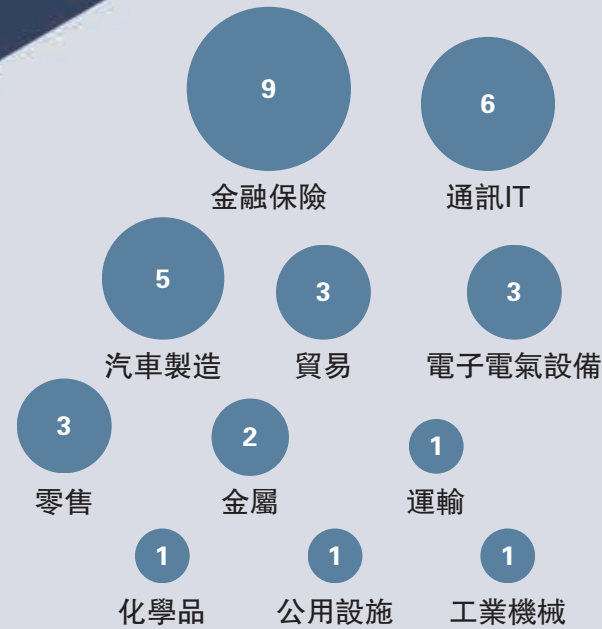 9
6
金融保險
通訊IT
5
3
3
汽車製造
貿易
電子電氣設備
3
2
1
零售
金屬
運輸
1
1
1
化學品
公用設施
工業機械